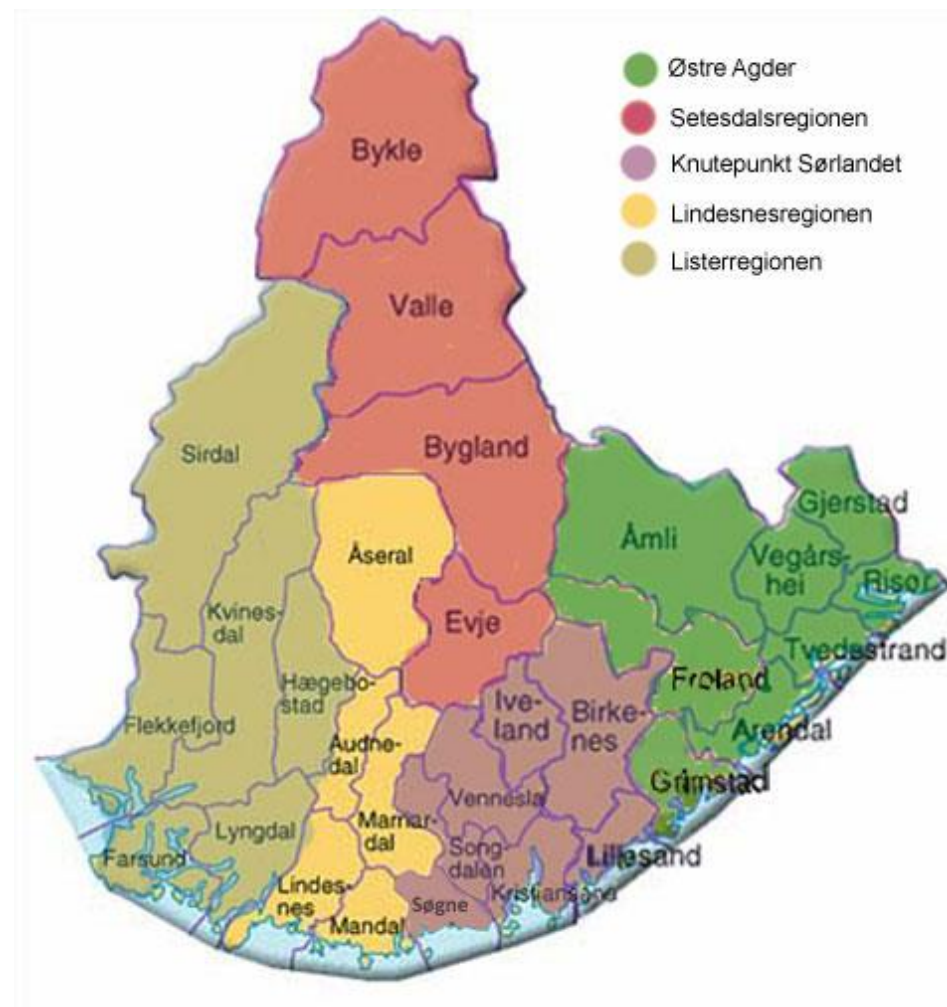 Østre Agder
Setesdalsregionen
Knutepunkt Sørlandet
Lindesnesregionen
Listerregionen
Bykle
Valle
Bygland
Sirdal
Åseral
Åmli
Gjerstad
Vegårs-
hei
Risør
Kvines-
dal
Evje
Tvedestrand
Hægebo-
stad
Froland
Flekkefjord
Ive-
land
Birke-
nes
Arendal
Audne-
dal
Grimstad
Vennesla
Marnar-
dal
Lyngdal
Farsund
Song-
dalen
Lillesand
Lindes-
nes
Kristiansand
Søgne
Mandal